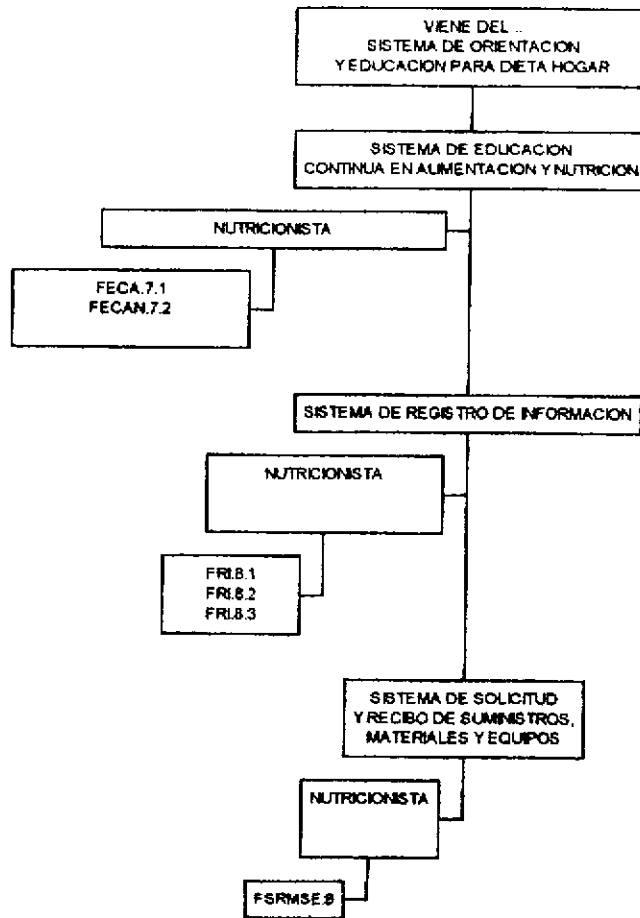 VIENE DEL ..
SISTEMA DE ORIENTACION
Y EDUCACION PARA DIETA HOGAR
SISTEMA DE EDUCACION
CONTINUA EN ALIMENTACION Y NUTRICION
NUTRICIONISTA
FECA.7.1
FECAN.7.2
SISTEMA DE REGISTRO DE INFORMACION
NUTRICIONISTA
FRI.8.1
FRI.8.2
FRI.8.3
SISTEMA DE SOLICITUD
Y RECIBO DE SUMINISTROS,
MATERIALES Y EQUIPOS
NUTRICIONISTA
FSRMSE.8